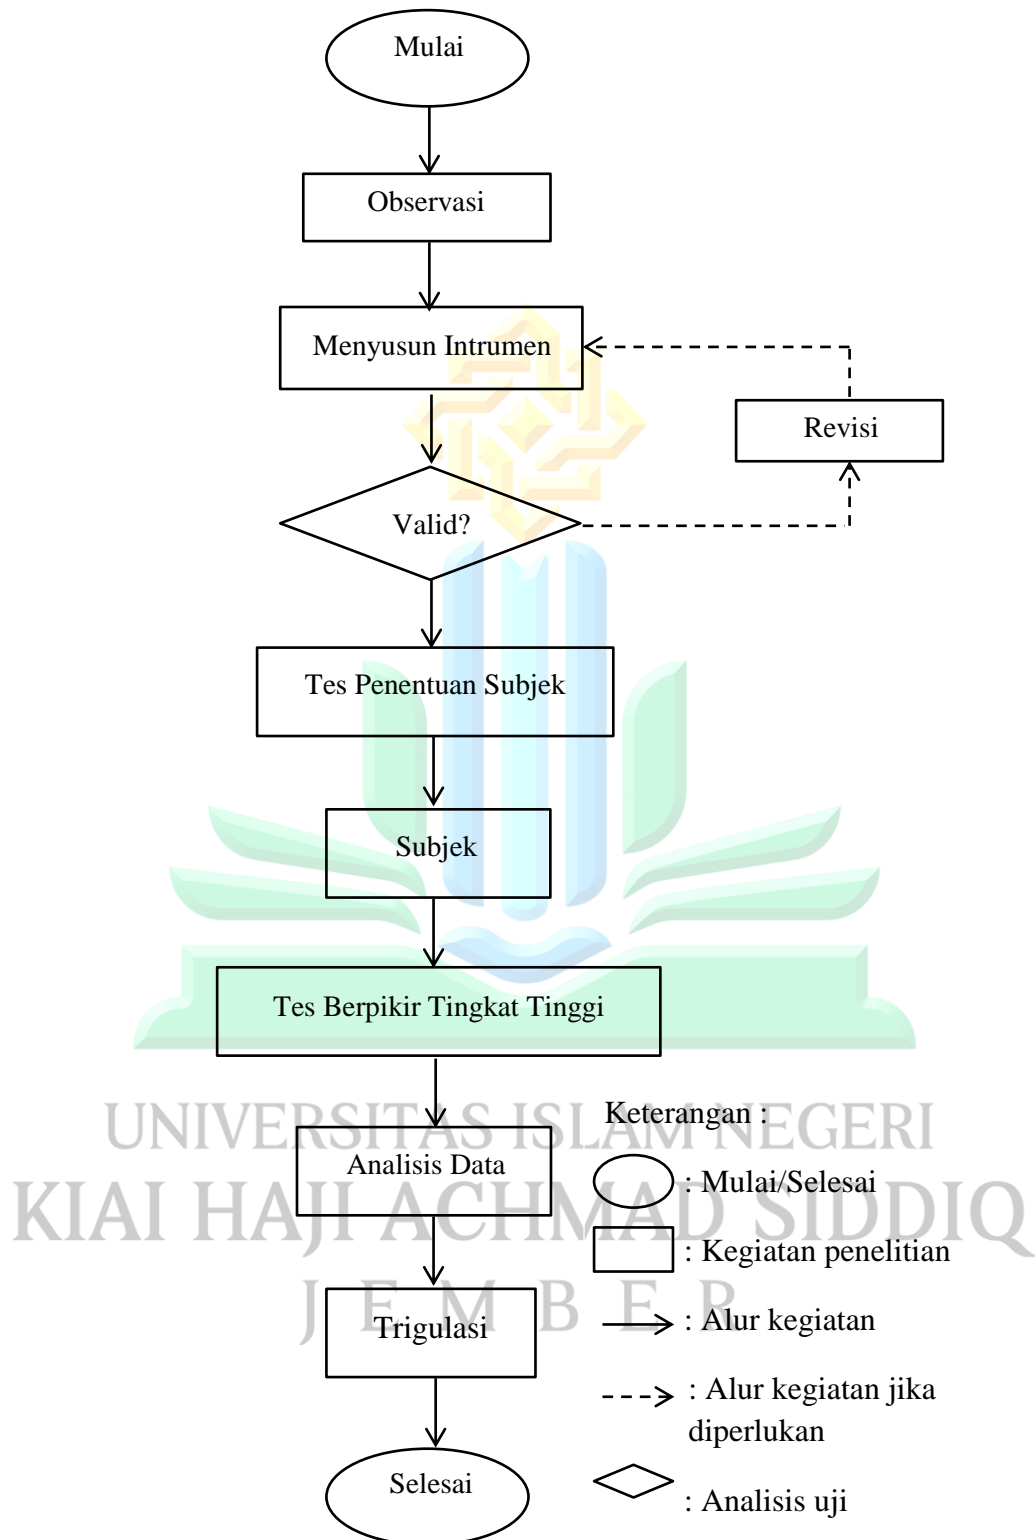 Mulai
Observasi
Menyusun Intrumen
Revisi
Valid?
Tes Penentuan Subjek
Subjek
Tes Berpikir Tingkat Tinggi
Analisis Data
Trigulasi
Selesai
Keterangan :
: Mulai/Selesai
: Kegiatan penelitian
: Alur kegiatan
: Alur kegiatan jika
diperlukan
: Analisis uji
UNIVERSITAS ISLAM NEGERI
KIAI HAJI ACHMAD SIDDIQ
J E M B E R